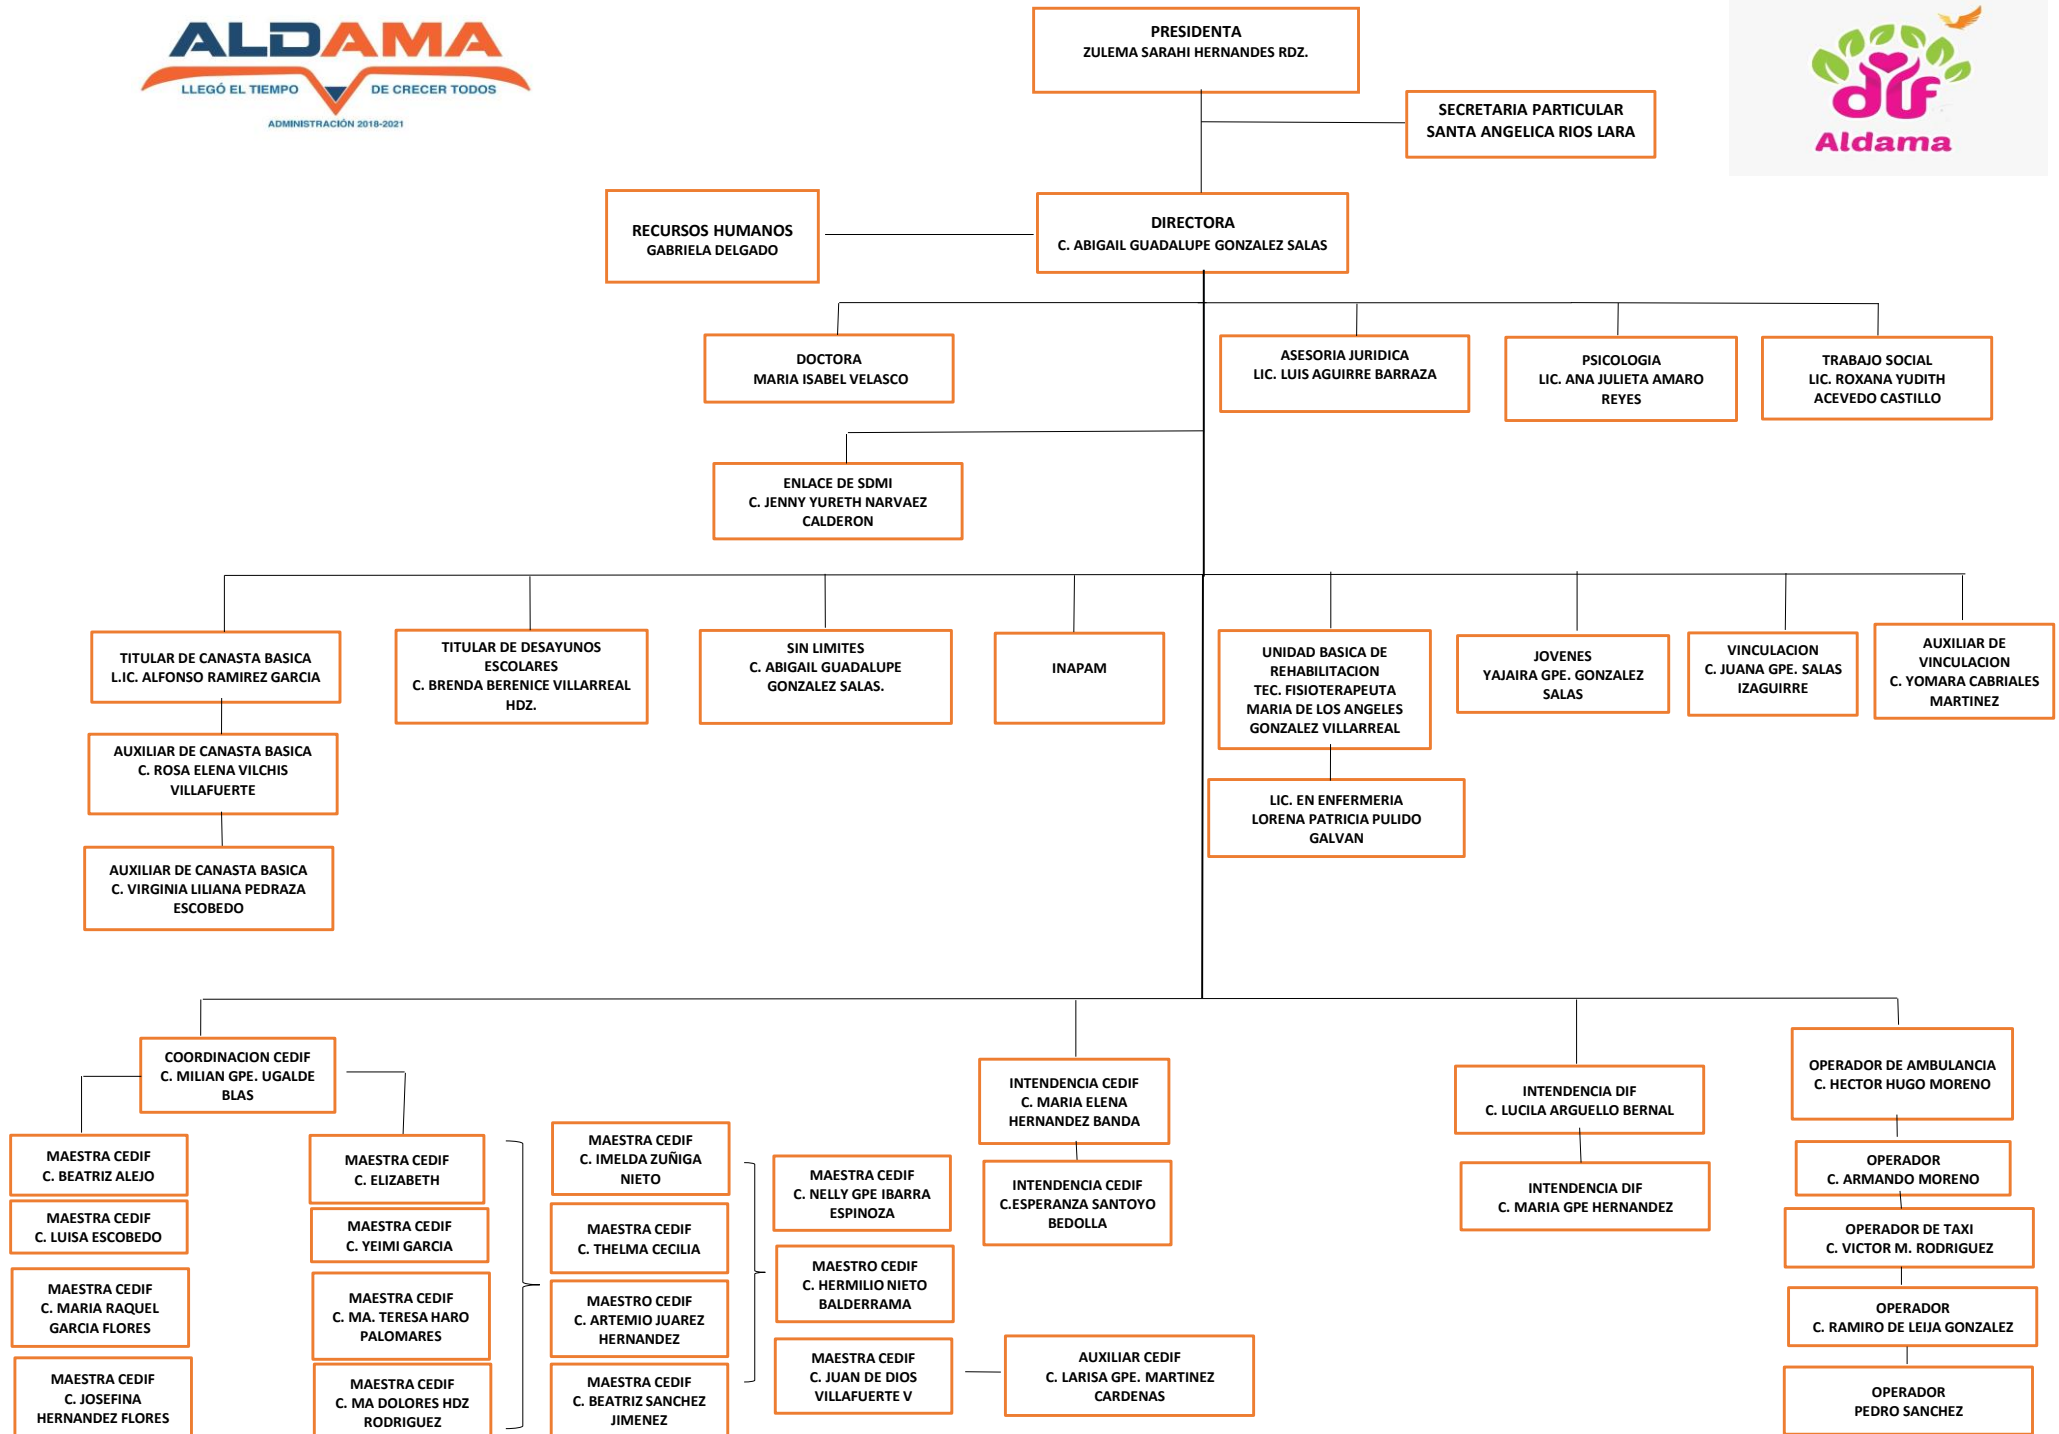 ALDAMA
LLEGÓ EL TIEMPO DE CRECER TODOS
ADMINISTRACIÓN 2018-2021
PRESIDENTA
ZULEMA SARAHI HERNANDES RDZ.
SECRETARIA PARTICULAR
SANTA ANGELICA RIOS LARA
dif
Aldama
RECURSOS HUMANOS
GABRIELA DELGADO
DIRECTORA
C. ABIGAIL GUADALUPE GONZALEZ SALAS
DOCTORA
MARIA ISABEL VELASCO
ASESORIA JURIDICA
LIC. LUIS AGUIRRE BARRAZA
PSICOLOGIA
LIC. ANA JULIETA AMARO
REYES
TRABAJO SOCIAL
LIC. ROXANA YUDITH
ACEVEDO CASTILLO
ENLACE DE SDMI
C. JENNY YURETH NARVAEZ
CALDERON
TITULAR DE CANASTA BASICA
L.IC. ALFONSO RAMIREZ GARCIA
TITULAR DE DESAYUNOS
ESCOLARES
C. BRENDA BERENICE VILLARREAL
HDZ.
SIN LIMITES
C. ABIGAIL GUADALUPE
GONZALEZ SALAS.
INAPAM
UNIDAD BASICA DE
REHABILITACION
TEC. FISIOTERAPEUTA
MARIA DE LOS ANGELES
GONZALEZ VILLARREAL
JOVENES
YAJAIRA GPE. GONZALEZ
SALAS
VINCULACION
C. JUANA GPE. SALAS
IZAGUIRRE
AUXILIAR DE
VINCULACION
C. YOMARA CABRIALES
MARTINEZ
AUXILIAR DE CANASTA BASICA
C. ROSA ELENA VILCHIS
VILLAFUERTE
LIC. EN ENFERMERIA
LORENA PATRICIA PULIDO
GALVAN
AUXILIAR DE CANASTA BASICA
C. VIRGINIA LILIANA PEDRAZA
ESCOBEDO
COORDINACION CEDIF
C. MILIAN GPE. UGALDE
BLAS
MAESTRA CEDIF
C. BEATRIZ ALEJO
MAESTRA CEDIF
C. LUISA ESCOBEDO
MAESTRA CEDIF
C. MARIA RAQUEL
GARCIA FLORES
MAESTRA CEDIF
C. JOSEFINA
HERNANDEZ FLORES
MAESTRA CEDIF
C. ELIZABETH
MAESTRA CEDIF
C. YEIMI GARCIA
MAESTRA CEDIF
C. MA. TERESA HARO
PALOMARES
MAESTRA CEDIF
C. MA DOLORES HDZ
RODRIGUEZ
MAESTRA CEDIF
C. IMELDA ZUÑIGA
NIETO
MAESTRA CEDIF
C. THELMA CECILIA
MAESTRO CEDIF
C. ARTEMIO JUAREZ
HERNANDEZ
MAESTRA CEDIF
C. BEATRIZ SANCHEZ
JIMENEZ
MAESTRA CEDIF
C. NELLY GPE IBARRA
ESPINOZA
MAESTRO CEDIF
C. HERMILIO NIETO
BALDERRAMA
MAESTRA CEDIF
C. JUAN DE DIOS
VILLAFUERTE V
AUXILIAR CEDIF
C. LARISA GPE. MARTINEZ
CARDENAS
INTENDENCIA CEDIF
C. MARIA ELENA
HERNANDEZ BANDA
INTENDENCIA CEDIF
C.ESPERANZA SANTOYO
BEDOLLA
INTENDENCIA DIF
C. LUCILA ARGUELLO BERNAL
INTENDENCIA DIF
C. MARIA GPE HERNANDEZ
OPERADOR DE AMBULANCIA
C. HECTOR HUGO MORENO
OPERADOR
C. ARMANDO MORENO
OPERADOR DE TAXI
C. VICTOR M. RODRIGUEZ
OPERADOR
C. RAMIRO DE LEIJA GONZALEZ
OPERADOR
PEDRO SANCHEZ